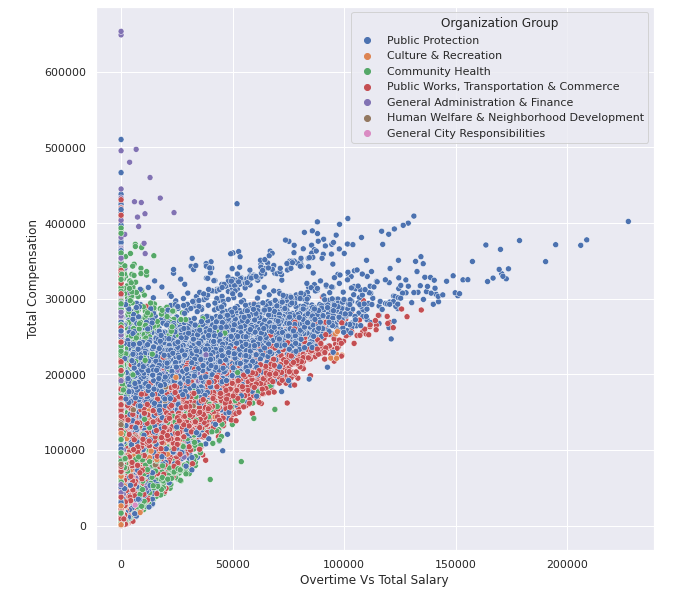 Organization Group
Public Protection
Culture & Recreation
Community Health
Public Works, Transportation & Commerce
General Administration & Finance
Human Welfare & Neighborhood Development
General City Responsibilities
600000
500000
400000
300000
200000
100000
0
Total Compensation
0 50000 100000 150000 200000
Overtime Vs Total Salary